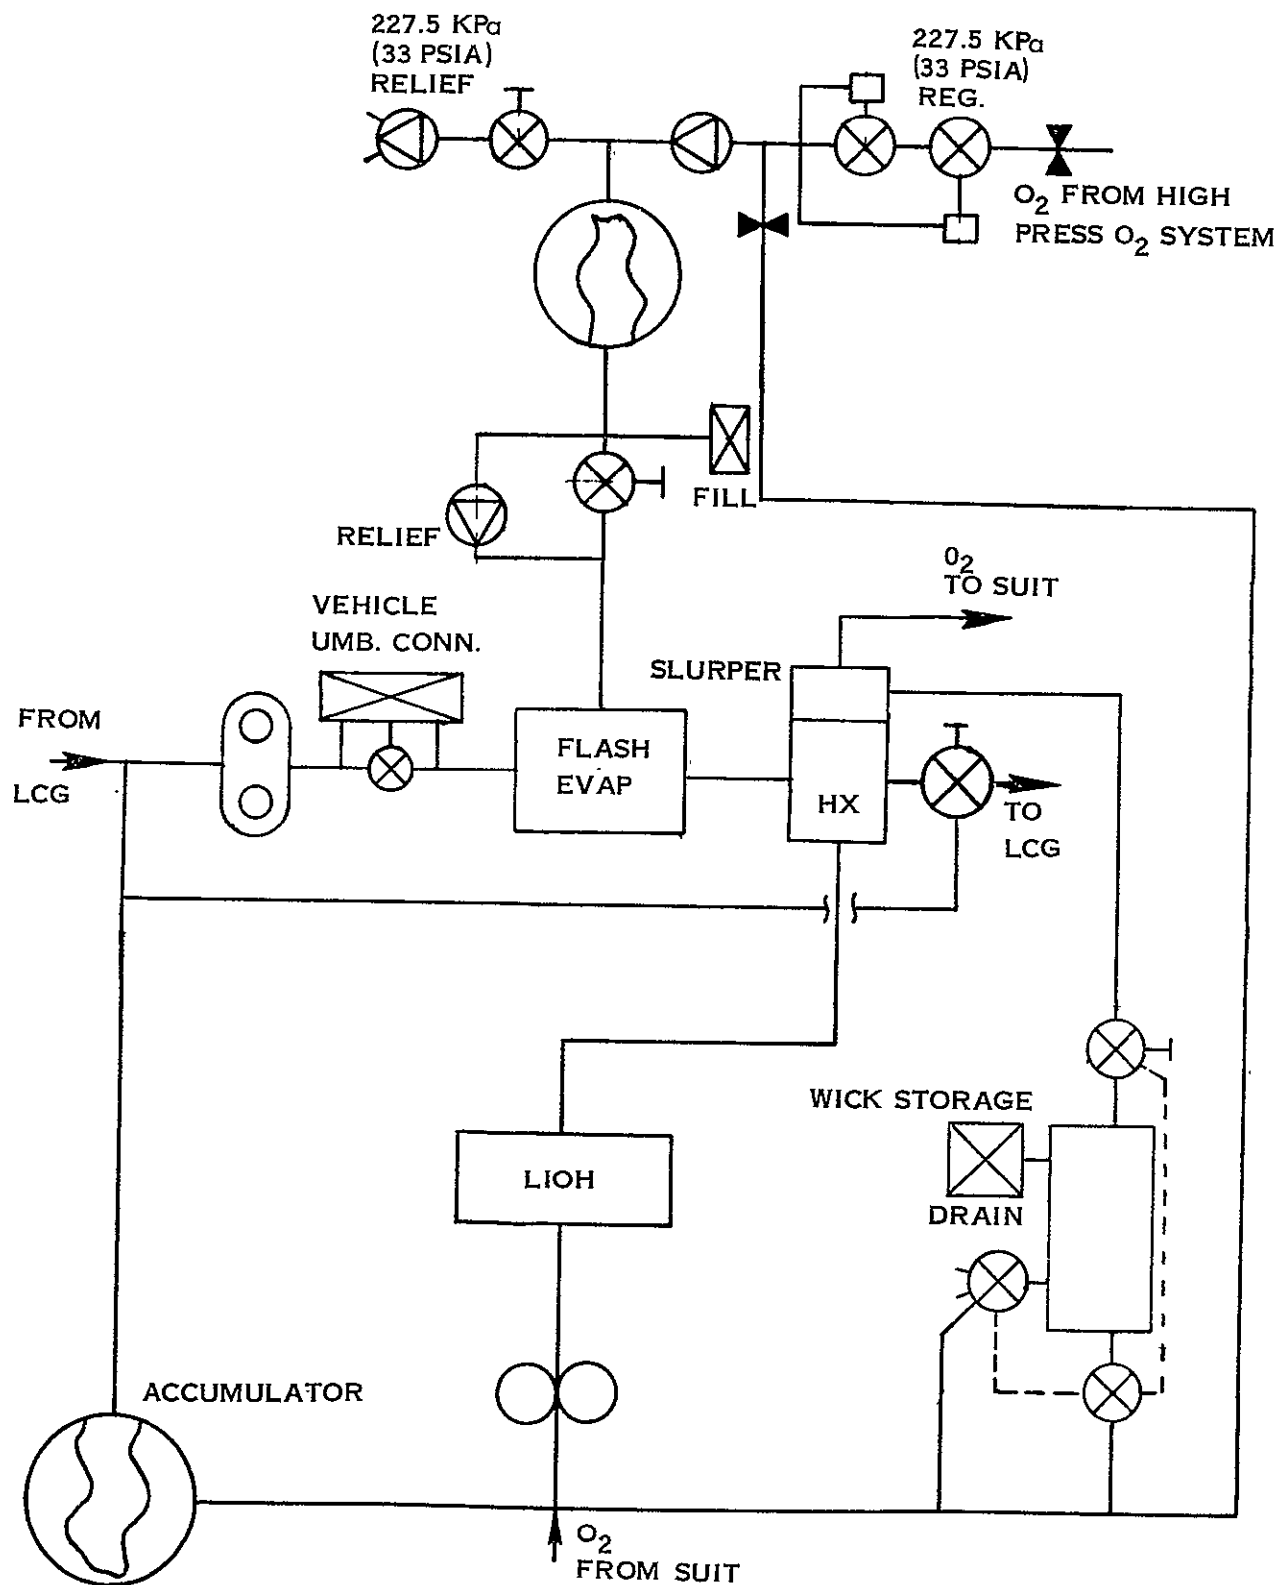 227.5 KPa
(33 PSIA)
RELIEF
227.5 KPa
(33 PSIA)
REG.
O2 FROM HIGH
PRESS O2 SYSTEM
FILL
RELIEF
O2
TO SUIT
VEHICLE
UMB. CONN.
SLURPER
FROM
LCG
FLASH
EVAP
HX
TO
LCG
WICK STORAGE
LIOH
DRAIN
ACCUMULATOR
O2
FROM SUIT